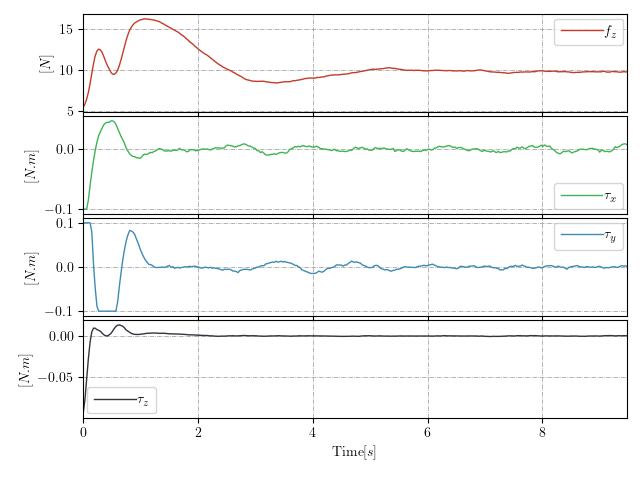 15
10
5
[N]
f_z
0.0
−0.1
[N.m]
τ_x
0.1
0.0
−0.1
[N.m]
τ_y
0.00
−0.05
[N.m]
τ_z
0 2 4 6 8
Time[s]